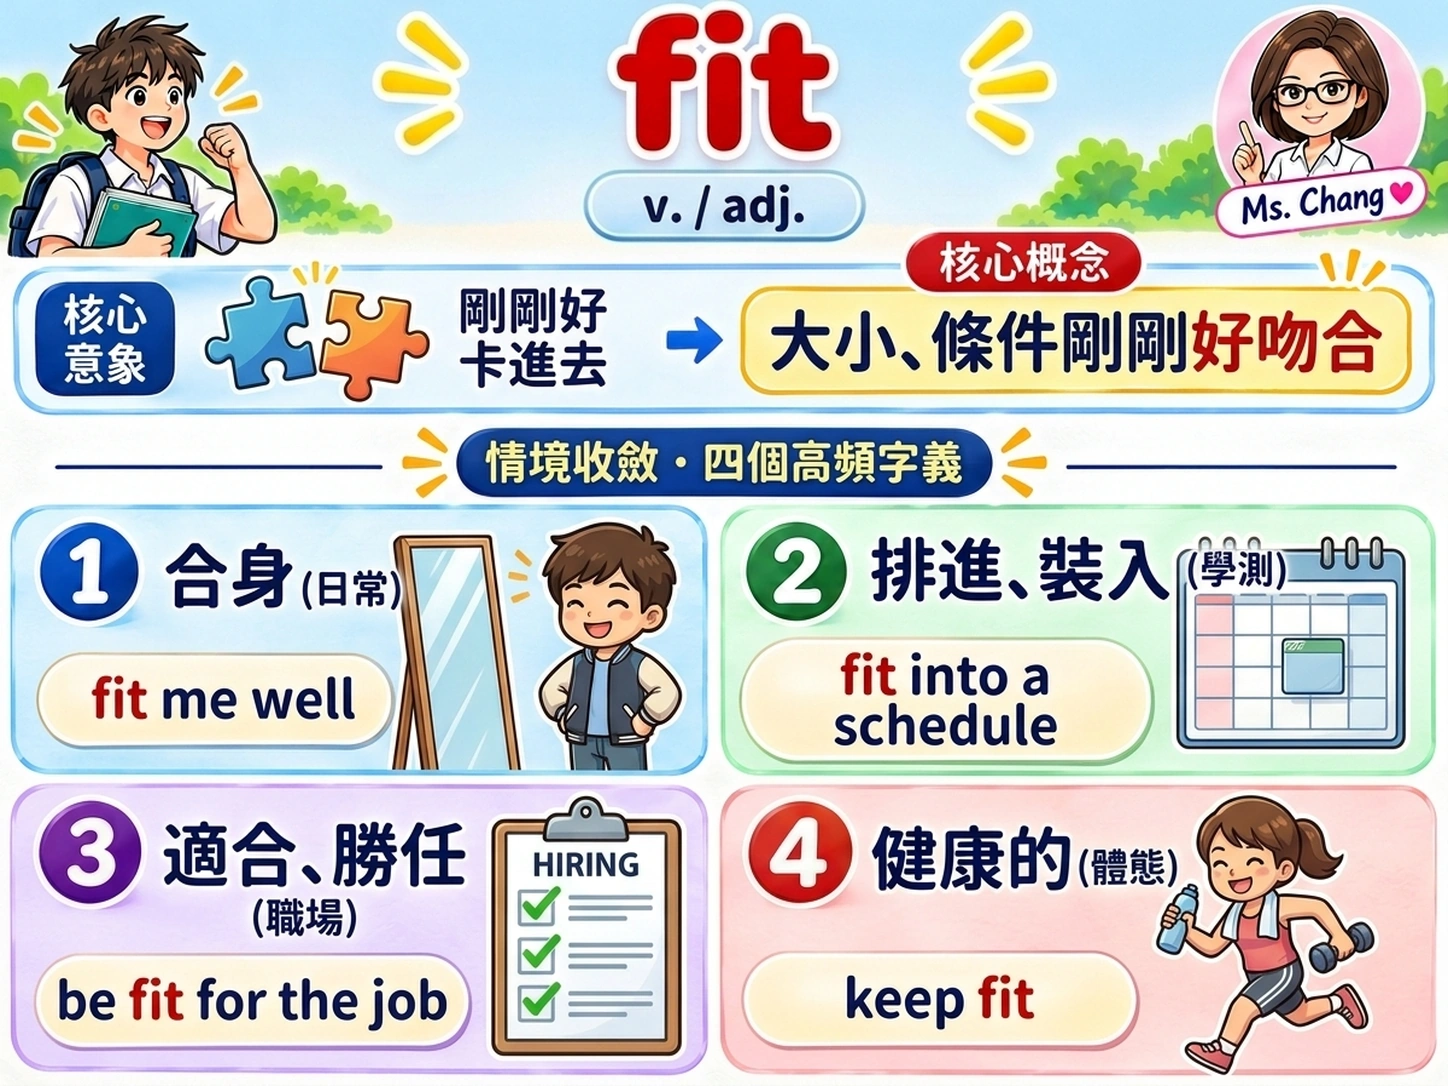 fit
v. / adj.
Ms. Chang
核心概念
核心
意象
剛剛好
卡進去
大小、條件剛剛好吻合
情境收斂・四個高頻字義
1 合身(日常)
fit me well
2 排進、裝入(學測)
fit into a
schedule
3 適合、勝任
(職場)
be fit for the job
HIRING
4 健康的(體態)
keep fit